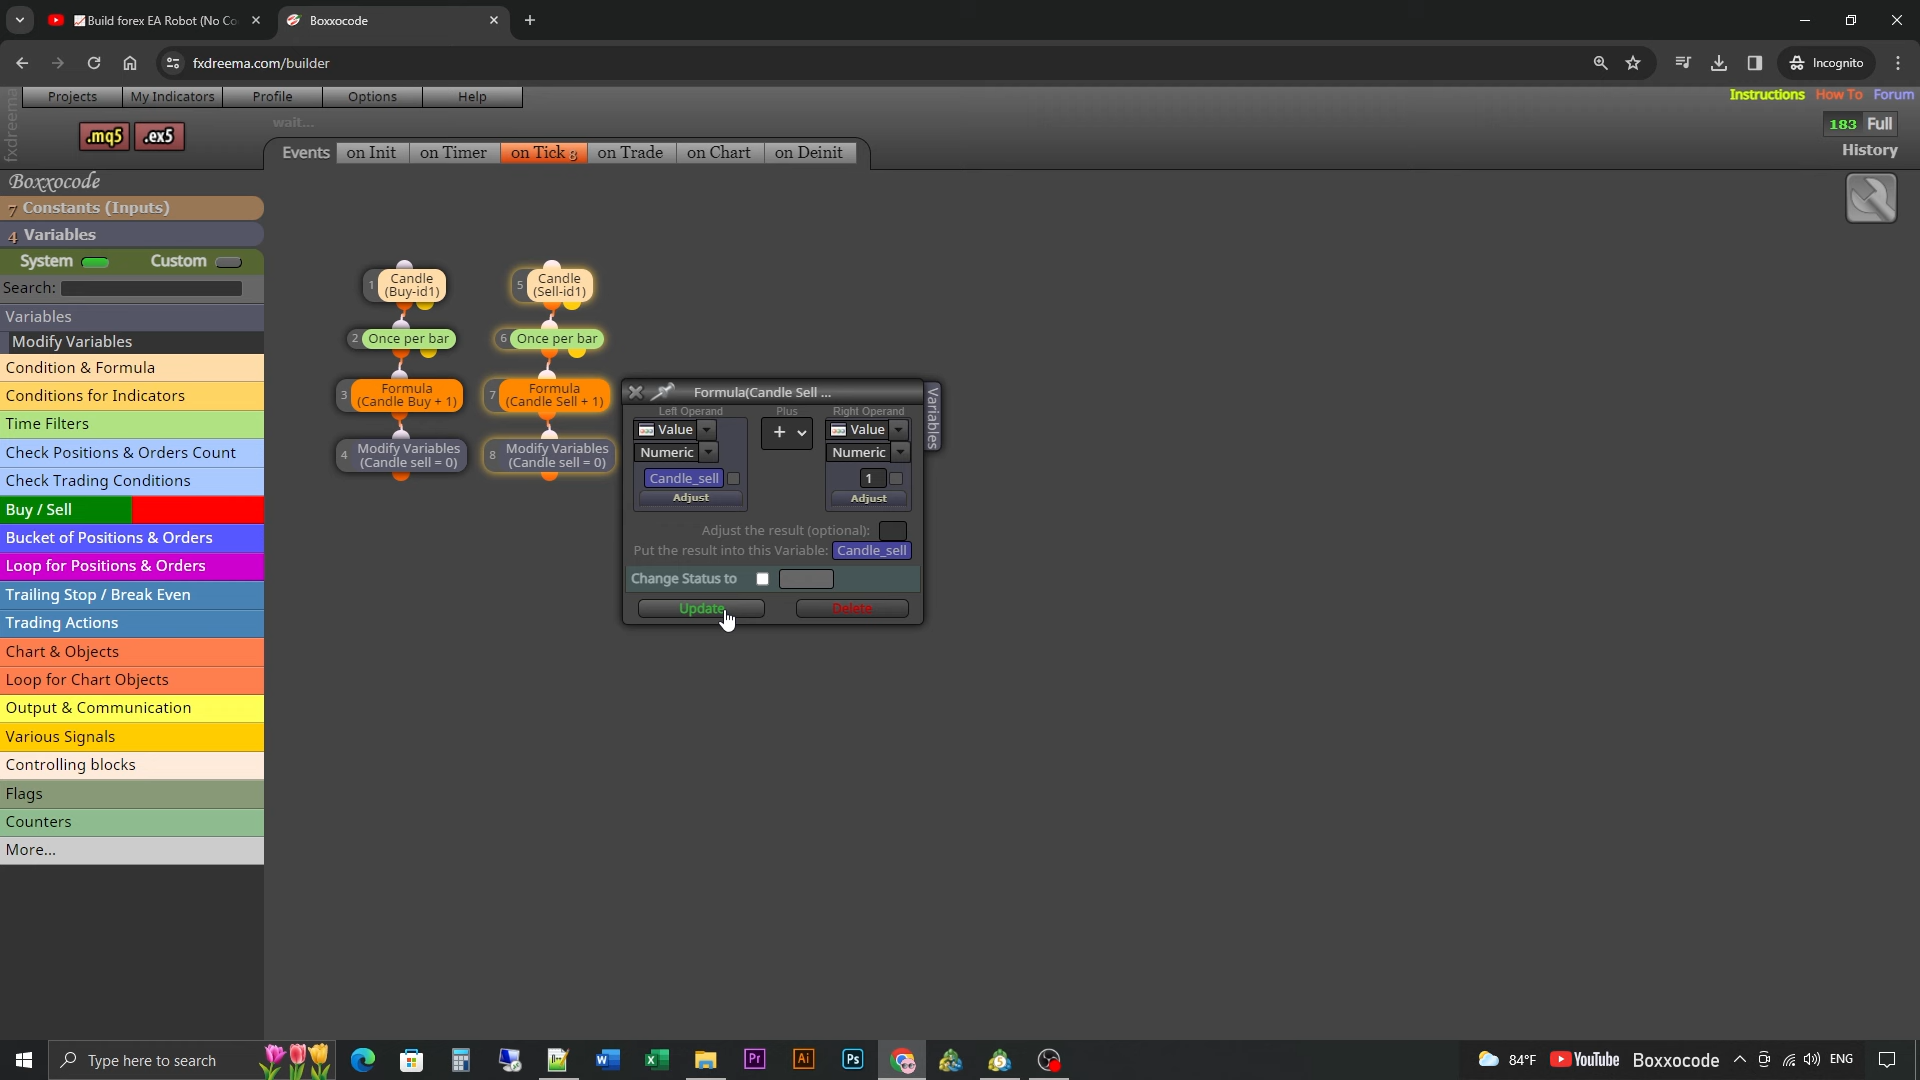 Build forex EA Robot (No Co
Boxxocode
fxdreema.com/builder
Incognito
fxdreema
Projects
My Indicators
Profile
Options
Help
Instructions
How To
Forum
.mq5
.ex5
wait...
183 Full
Events
on Init
on Timer
on Tick 8
on Trade
on Chart
on Deinit
History
Boxxocode
7 Constants (Inputs)
4 Variables
System
Custom
Search:
Variables
Modify Variables
Condition & Formula
Conditions for Indicators
Time Filters
Check Positions & Orders Count
Check Trading Conditions
Buy / Sell
Bucket of Positions & Orders
Loop for Positions & Orders
Trailing Stop / Break Even
Trading Actions
Chart & Objects
Loop for Chart Objects
Output & Communication
Various Signals
Controlling blocks
Flags
Counters
More...
1
Candle
(Buy-id1)
2 Once per bar
3
Formula
(Candle Buy + 1)
4
Modify Variables
(Candle sell = 0)
5
Candle
(Sell-id1)
6 Once per bar
7
Formula
(Candle Sell + 1)
8
Modify Variables
(Candle sell = 0)
Formula(Candle Sell ...
Variables
Left Operand
Plus
Right Operand
Value
+
Value
Numeric
Numeric
Candle_sell
1
Adjust
Adjust
Adjust the result (optional):
Put the result into this Variable: Candle_sell
Change Status to
Update
Delete
Type here to search
84°F
YouTube
Boxxocode
ENG